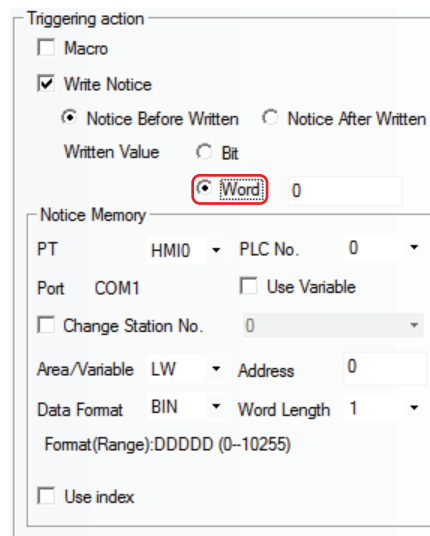 Triggering action
Macro
Write Notice
Notice Before Written Notice After Written
Written Value Bit
Word 0
Notice Memory
PT HMI0 PLC No. 0
Port COM1 Use Variable
Change Station No. 0
Area/Variable LW Address 0
Data Format BIN Word Length 1
Format(Range):DDDDD (0--10255)
Use index